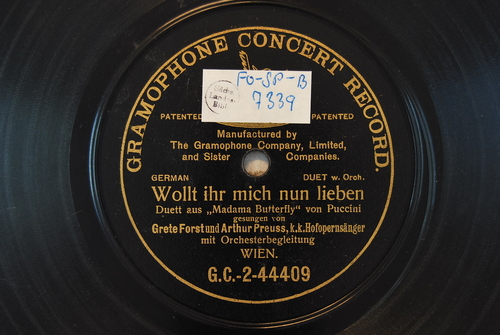 GRAMOPHONE CONCERT RECORD.
FO-SP-B
7339
PATENTED PATENTED
Manufactured by
The Gramophone Company, Limited,
and Sister Companies.
GERMAN DUET w. Orch.
Wollt ihr mich nun lieben
Duett aus „Madama Butterfly" von Puccini
gesungen von
Grete Forst und Arthur Preuss, k.k.Hofopernsänger
mit Orchesterbegleitung
WIEN.
G.C.-2-44409